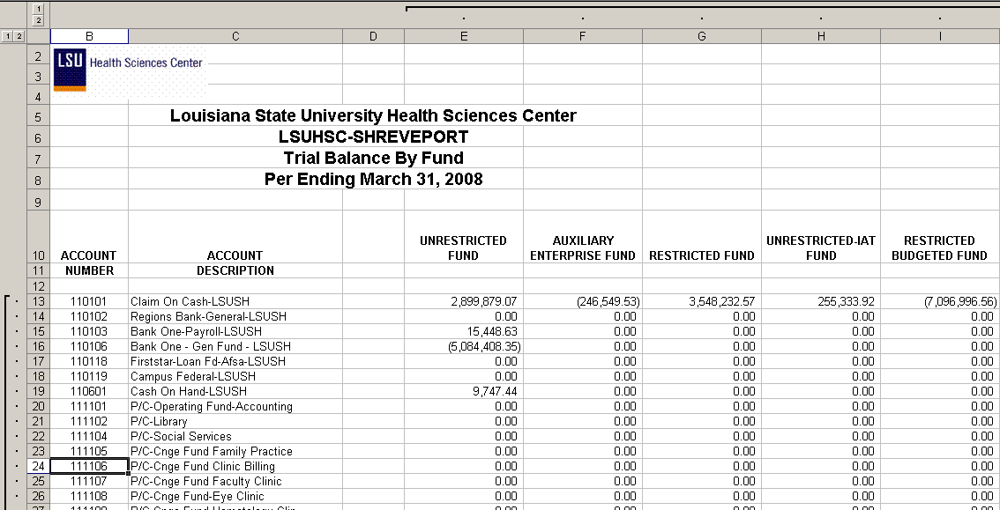 1
2
1 2 B C D E F G H I
2
LSU Health Sciences Center
3
4
5 Louisiana State University Health Sciences Center
6 LSUHSC-SHREVEPORT
7 Trial Balance By Fund
8 Per Ending March 31, 2008
9
UNRESTRICTED AUXILIARY UNRESTRICTED-IAT RESTRICTED
10 ACCOUNT ACCOUNT FUND ENTERPRISE FUND RESTRICTED FUND FUND BUDGETED FUND
11 NUMBER DESCRIPTION
12
13 110101 Claim On Cash-LSUSH 2,899,879.07 (246,549.53) 3,548,232.57 255,333.92 (7,096,996.56)
14 110102 Regions Bank-General-LSUSH 0.00 0.00 0.00 0.00 0.00
15 110103 Bank One-Payroll-LSUSH 15,448.63 0.00 0.00 0.00 0.00
16 110106 Bank One - Gen Fund - LSUSH (5,084,408.35) 0.00 0.00 0.00 0.00
17 110118 Firststar-Loan Fd-Afsa-LSUSH 0.00 0.00 0.00 0.00 0.00
18 110119 Campus Federal-LSUSH 0.00 0.00 0.00 0.00 0.00
19 110601 Cash On Hand-LSUSH 9,747.44 0.00 0.00 0.00 0.00
20 111101 P/C-Operating Fund-Accounting 0.00 0.00 0.00 0.00 0.00
21 111102 P/C-Library 0.00 0.00 0.00 0.00 0.00
22 111104 P/C-Social Services 0.00 0.00 0.00 0.00 0.00
23 111105 P/C-Cnge Fund Family Practice 0.00 0.00 0.00 0.00 0.00
24 111106 P/C-Cnge Fund Clinic Billing 0.00 0.00 0.00 0.00 0.00
25 111107 P/C-Cnge Fund Faculty Clinic 0.00 0.00 0.00 0.00 0.00
26 111108 P/C-Cnge Fund-Eye Clinic 0.00 0.00 0.00 0.00 0.00